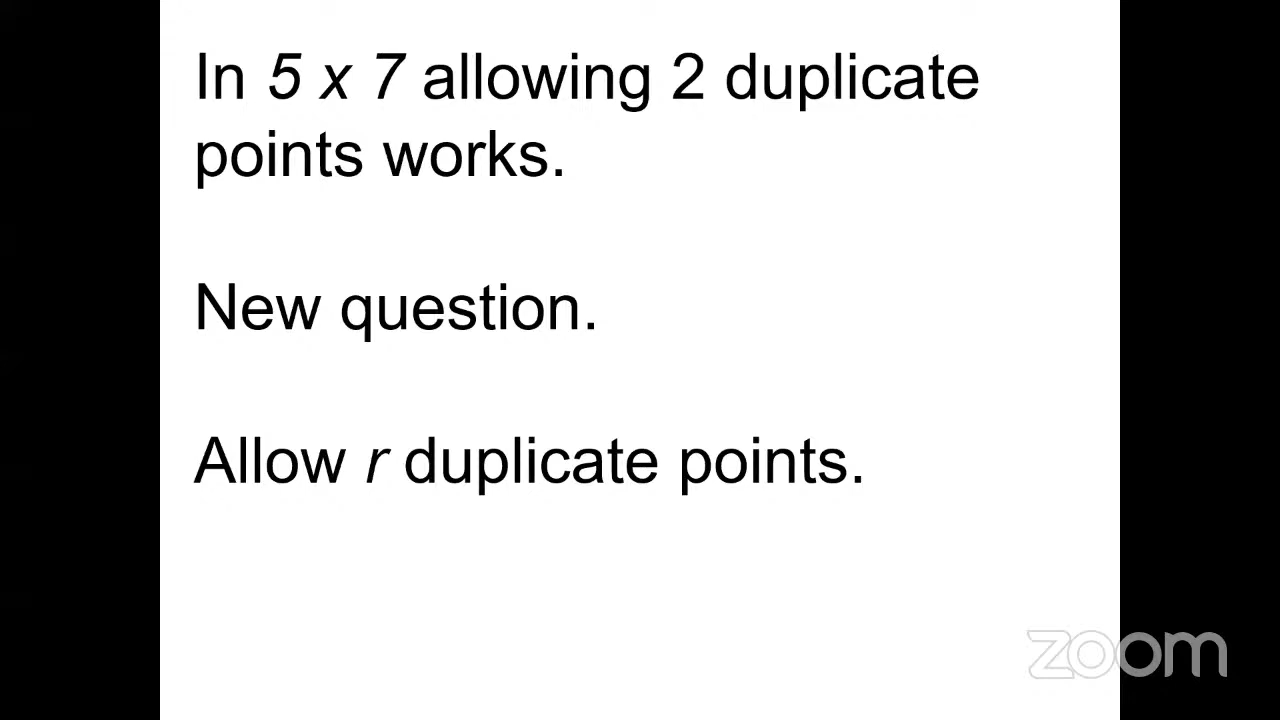 In 5 x 7 allowing 2 duplicate
points works.
New question.
Allow r duplicate points.
zoom